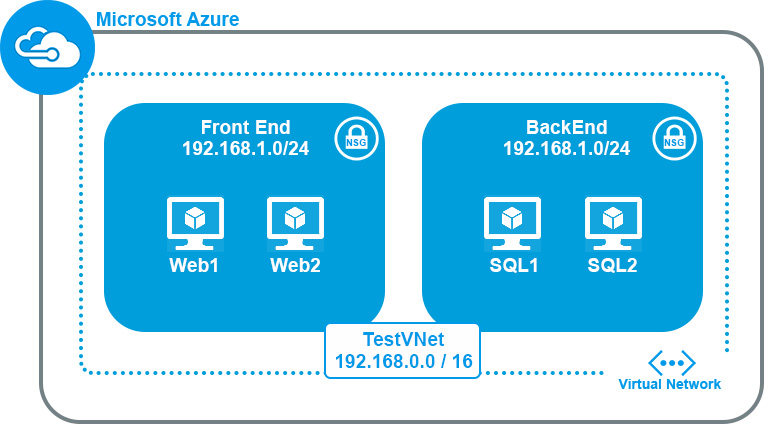 Microsoft Azure
Front End
192.168.1.0/24
NSG
BackEnd
192.168.1.0/24
NSG
Web1
Web2
SQL1
SQL2
TestVNet
192.168.0.0 / 16
Virtual Network